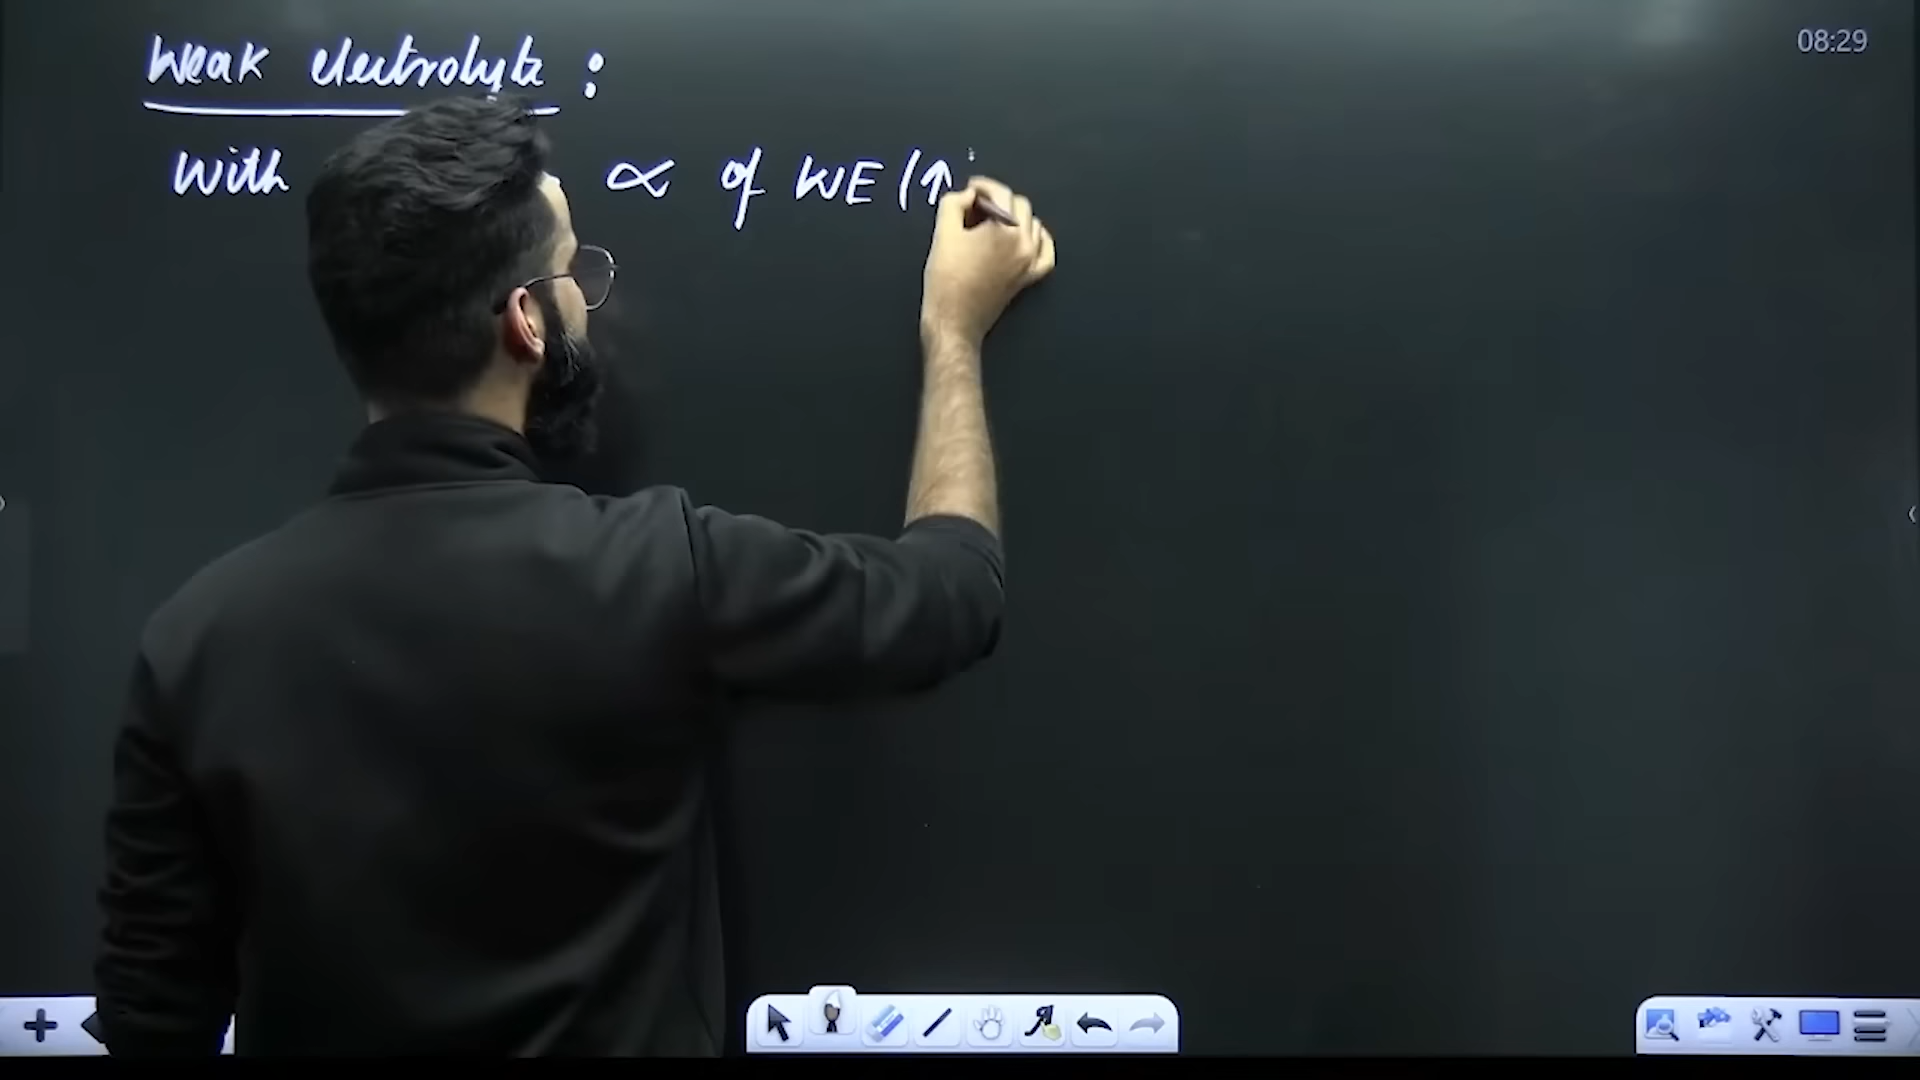 08:29
Weak electrolyte :
With ∝ of WE (↑